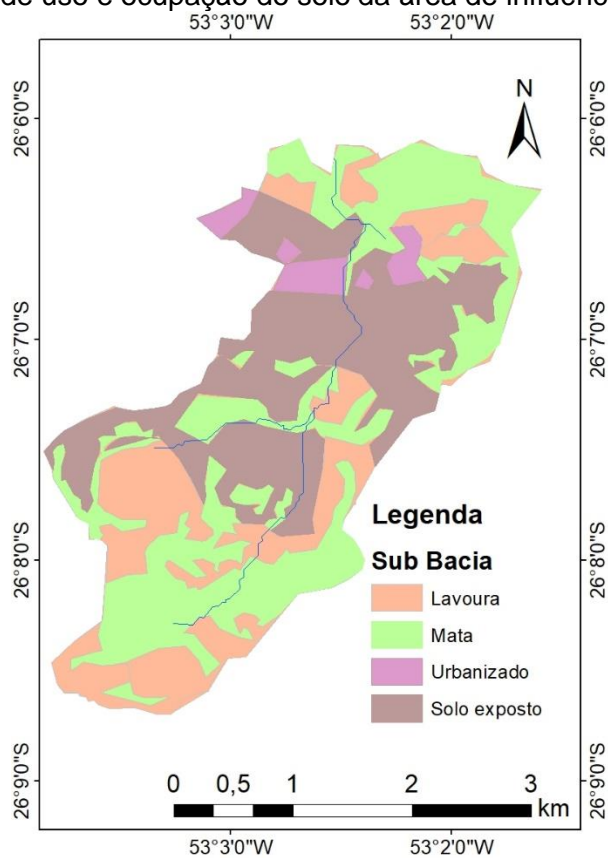 de uso e ocupação do solo da área de influênc
53°3'0"W 53°2'0"W
N
26°6'0"S 26°6'0"S
26°7'0"S 26°7'0"S
26°8'0"S 26°8'0"S
26°9'0"S 26°9'0"S
Legenda
Sub Bacia
Lavoura
Mata
Urbanizado
Solo exposto
0 0,5 1 2 3
km
53°3'0"W 53°2'0"W